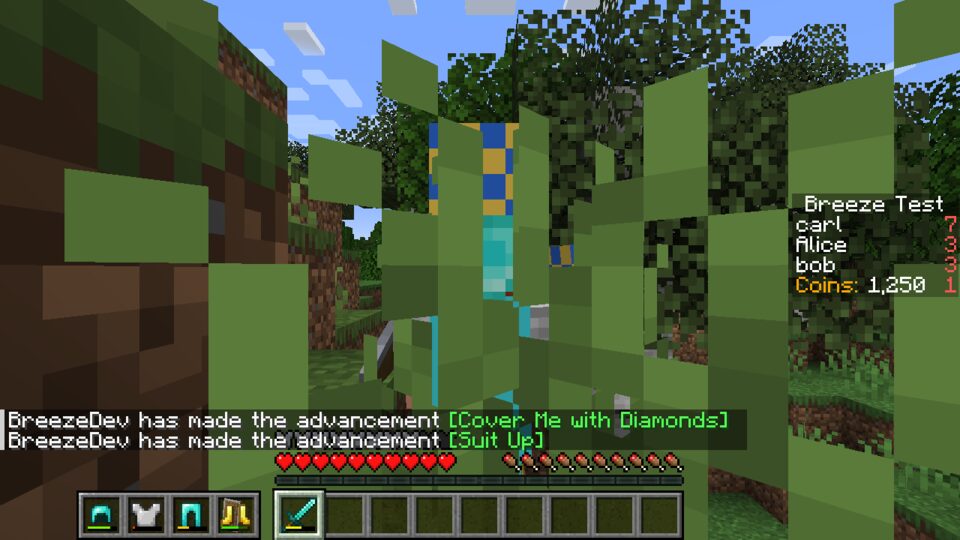 Breeze Test
carl 7
Alice 3
bob 3
Coins: 1,250 1
BreezeDev has made the advancement [Cover Me with Diamonds]
BreezeDev has made the advancement [Suit Up]